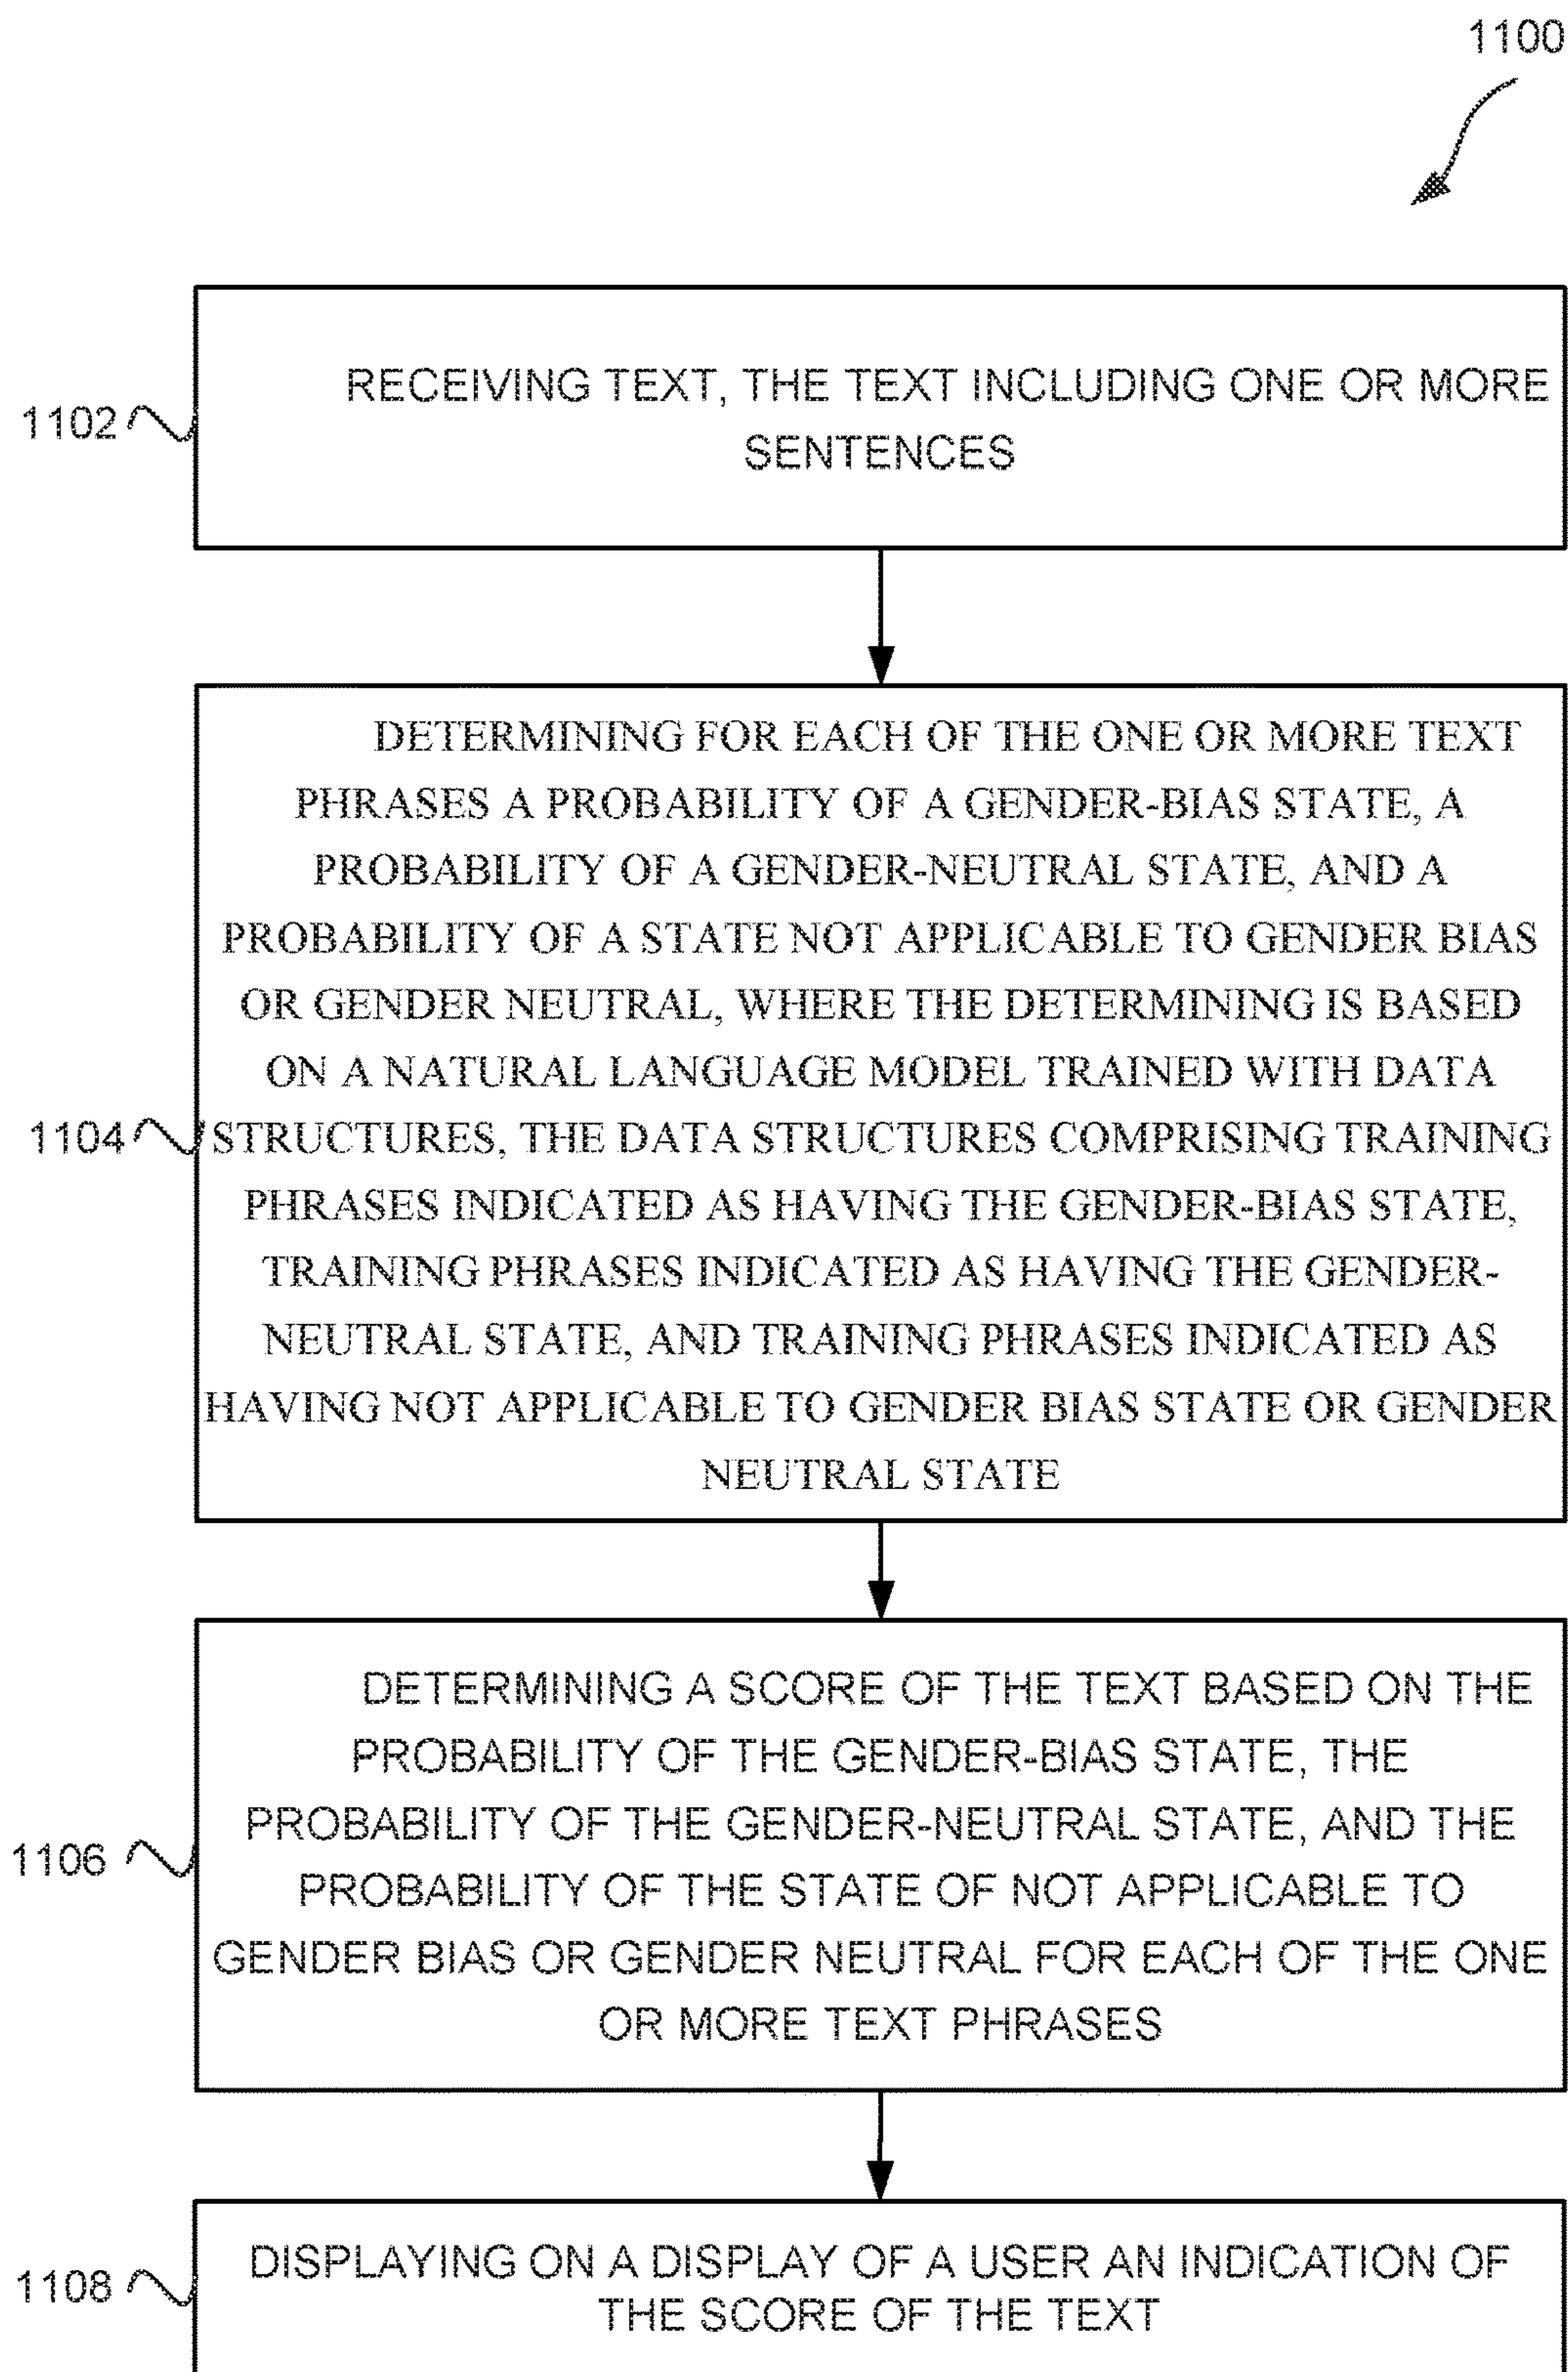 1100
RECEIVING TEXT, THE TEXT INCLUDING ONE OR MORE
SENTENCES
1102
DETERMINING FOR EACH OF THE ONE OR MORE TEXT
PHRASES A PROBABILITY OF A GENDER-BIAS STATE, A
PROBABILITY OF A GENDER-NEUTRAL STATE, AND A
PROBABILITY OF A STATE NOT APPLICABLE TO GENDER BIAS
OR GENDER NEUTRAL, WHERE THE DETERMINING IS BASED
ON A NATURAL LANGUAGE MODEL TRAINED WITH DATA
STRUCTURES, THE DATA STRUCTURES COMPRISING TRAINING
PHRASES INDICATED AS HAVING THE GENDER-BIAS STATE,
TRAINING PHRASES INDICATED AS HAVING THE GENDER-
NEUTRAL STATE, AND TRAINING PHRASES INDICATED AS
HAVING NOT APPLICABLE TO GENDER BIAS STATE OR GENDER
NEUTRAL STATE
1104
DETERMINING A SCORE OF THE TEXT BASED ON THE
PROBABILITY OF THE GENDER-BIAS STATE, THE
PROBABILITY OF THE GENDER-NEUTRAL STATE, AND THE
PROBABILITY OF THE STATE OF NOT APPLICABLE TO
GENDER BIAS OR GENDER NEUTRAL FOR EACH OF THE ONE
OR MORE TEXT PHRASES
1106
DISPLAYING ON A DISPLAY OF A USER AN INDICATION OF
THE SCORE OF THE TEXT
1108